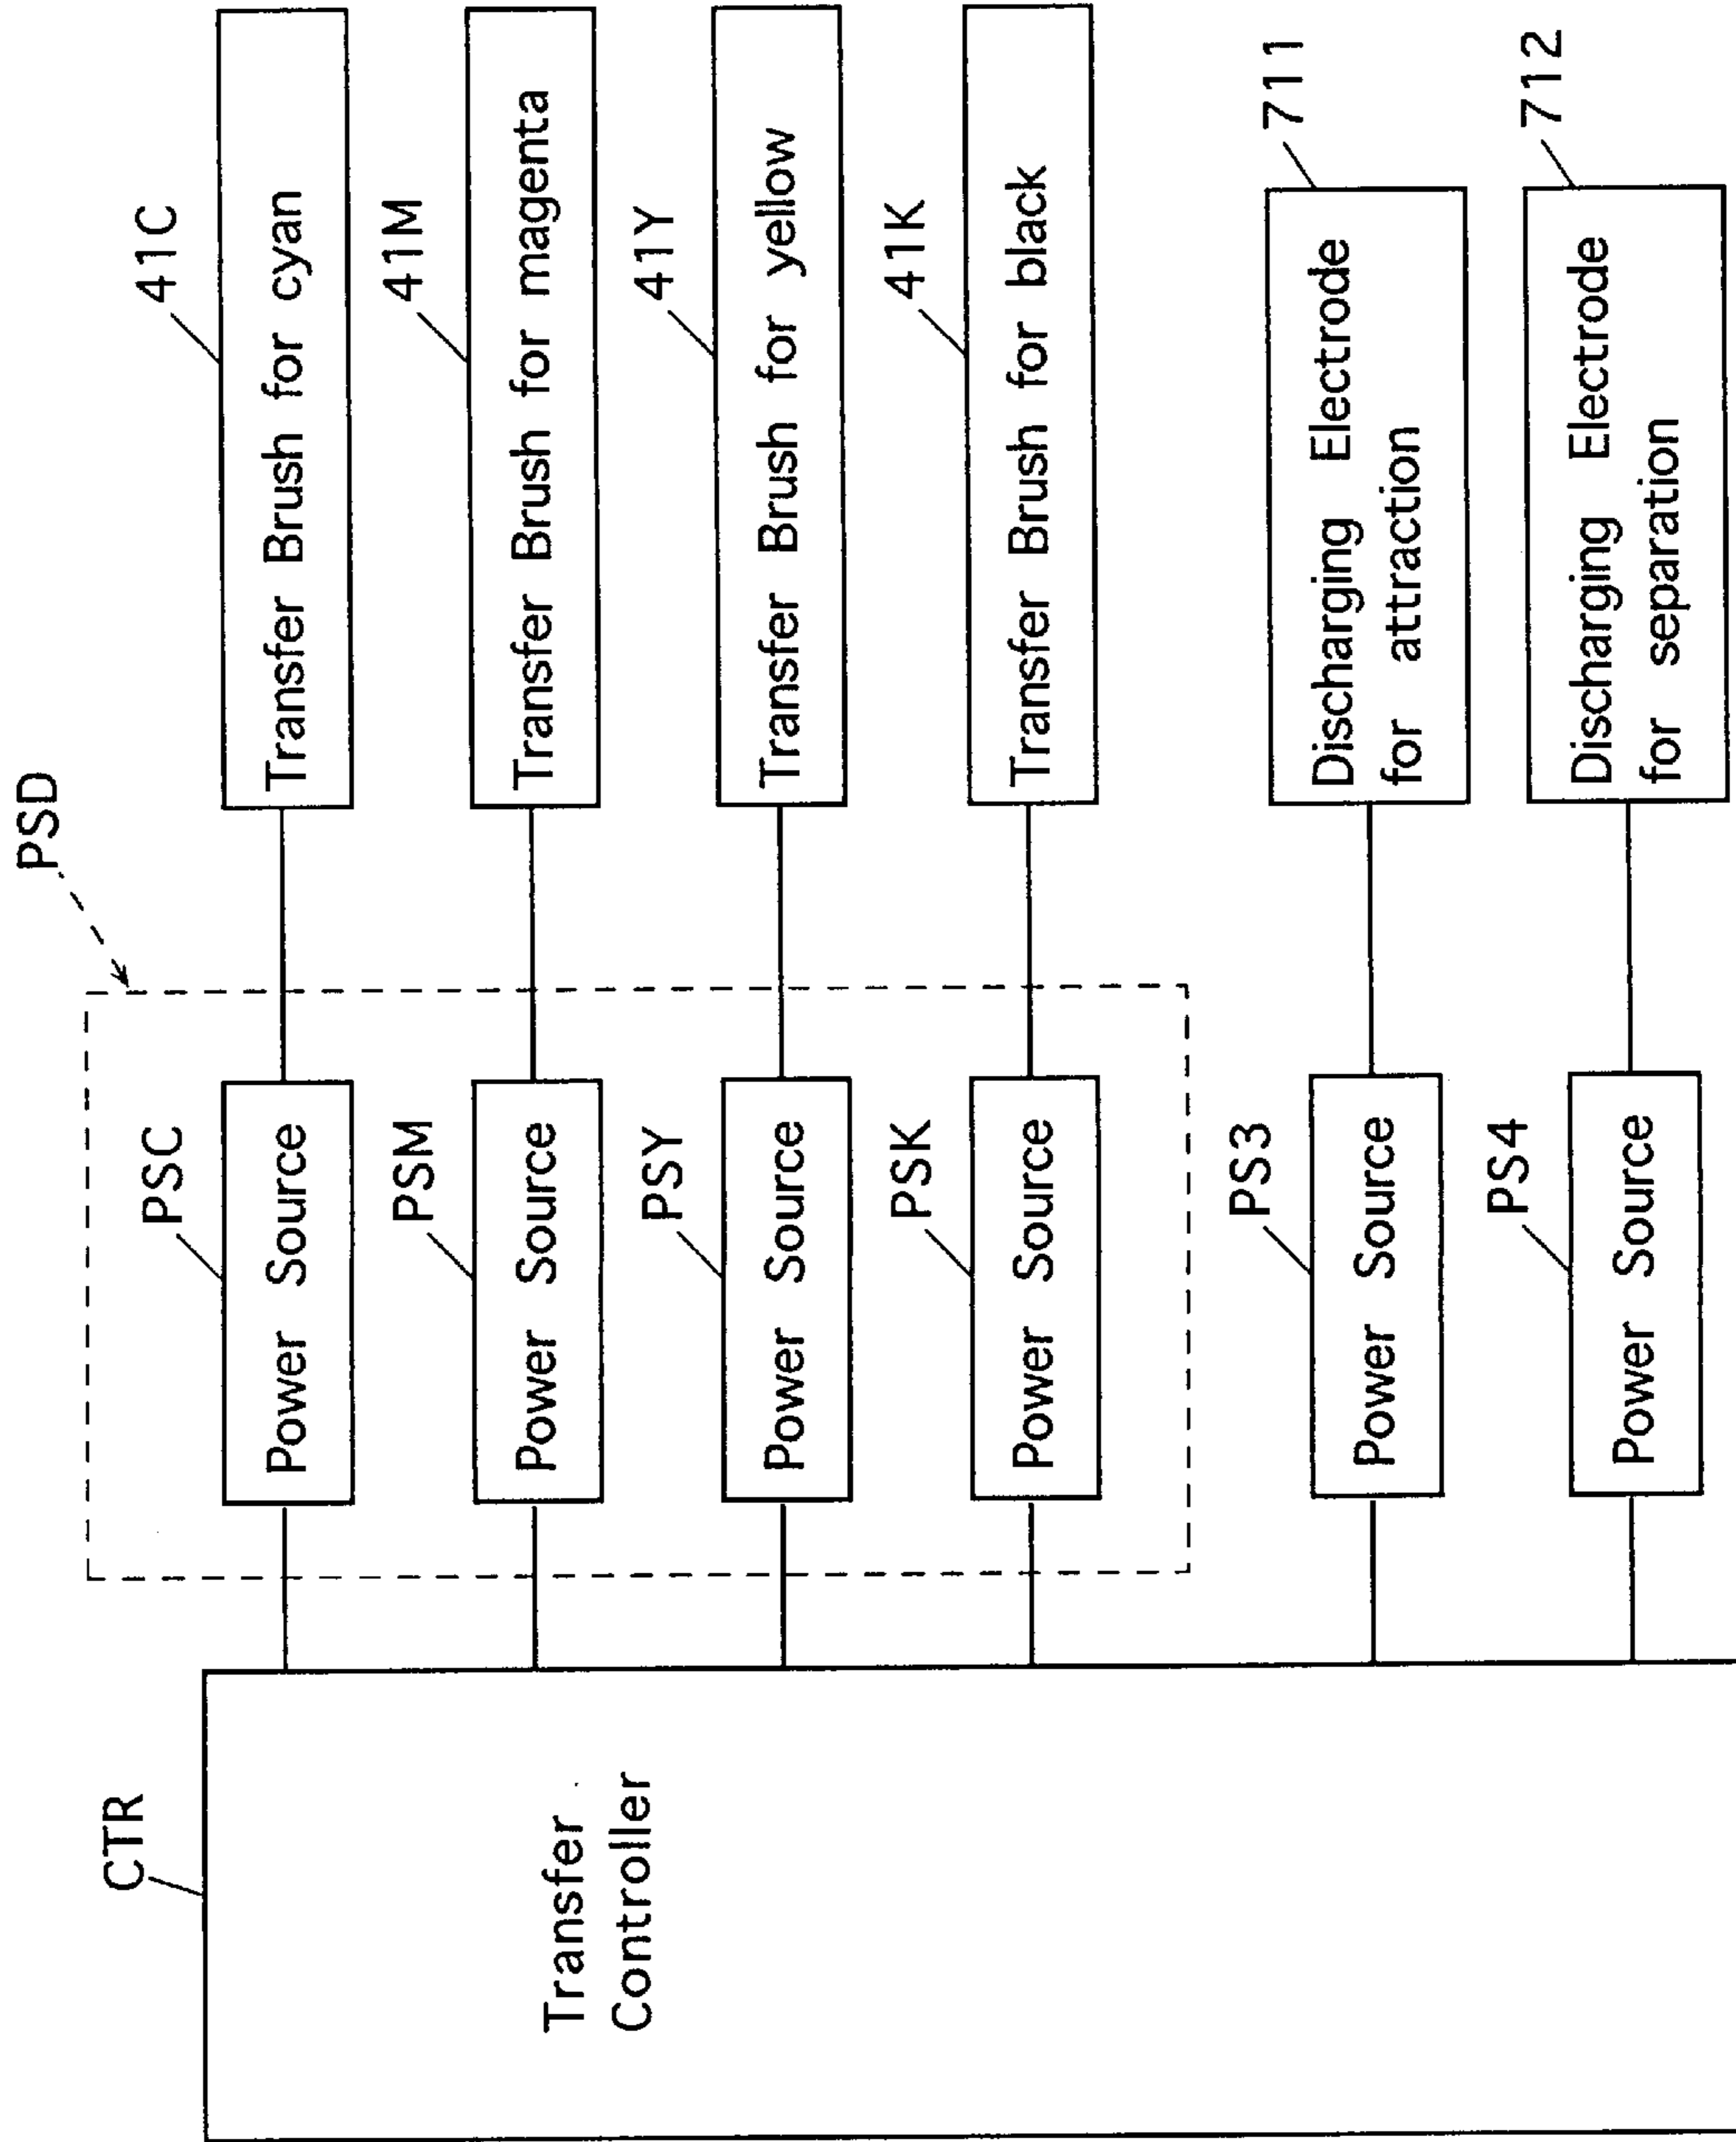 PSD
CTR
Transfer
Controller
PSC
Power Source
41C
Transfer Brush for cyan
PSM
Power Source
41M
Transfer Brush for magenta
PSY
Power Source
41Y
Transfer Brush for yellow
PSK
Power Source
41K
Transfer Brush for black
PS3
Power Source
711
Discharging Electrode
for attraction
PS4
Power Source
712
Discharging Electrode
for separation